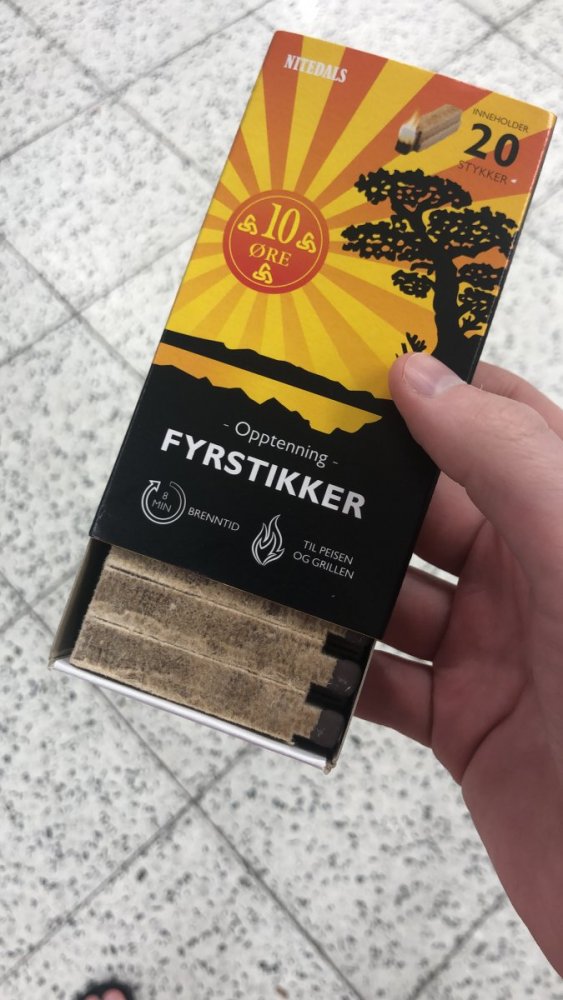 NITEDALS
INNEHOLDER
20
STYKKER
10
ØRE
- Opptenning -
FYRSTIKKER
8
MIN
BRENNTID
TIL PEISEN
OG GRILLEN